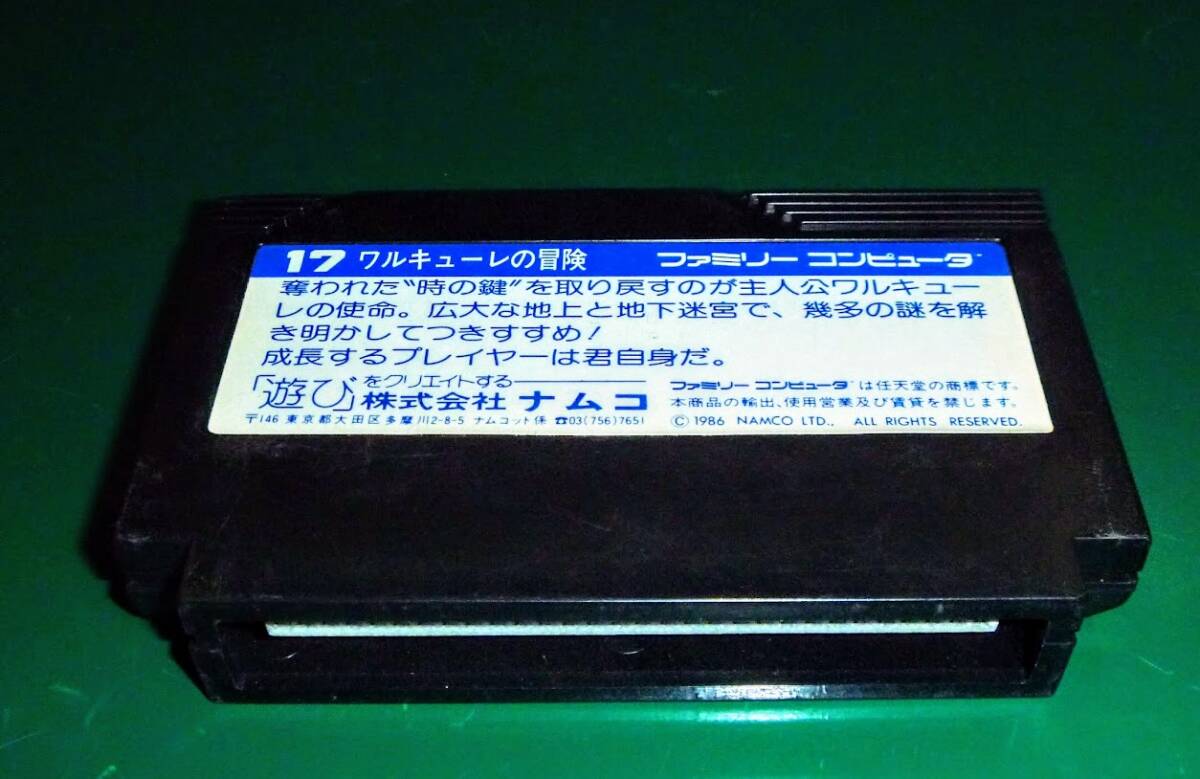 17 ワルキューレの冒険 ファミリー コンピュータ
奪われた"時の鍵"を取り戻すのが主人公ワルキュー
レの使命。広大な地上と地下迷宮で、幾多の謎を解
き明かしてつきすすめ!
成長するプレイヤーは君自身だ。
「遊び」をクリエイトする 株式会社 ナムコ
〒146 東京都大田区多摩川2-8-5 ナムコット係 ☎03(756)7651
ファミリー コンピュータ は任天堂の商標です。
本商品の輸出、使用営業及び賃貸を禁じます。
Ⓒ 1986 NAMCO LTD., ALL RIGHTS RESERVED.